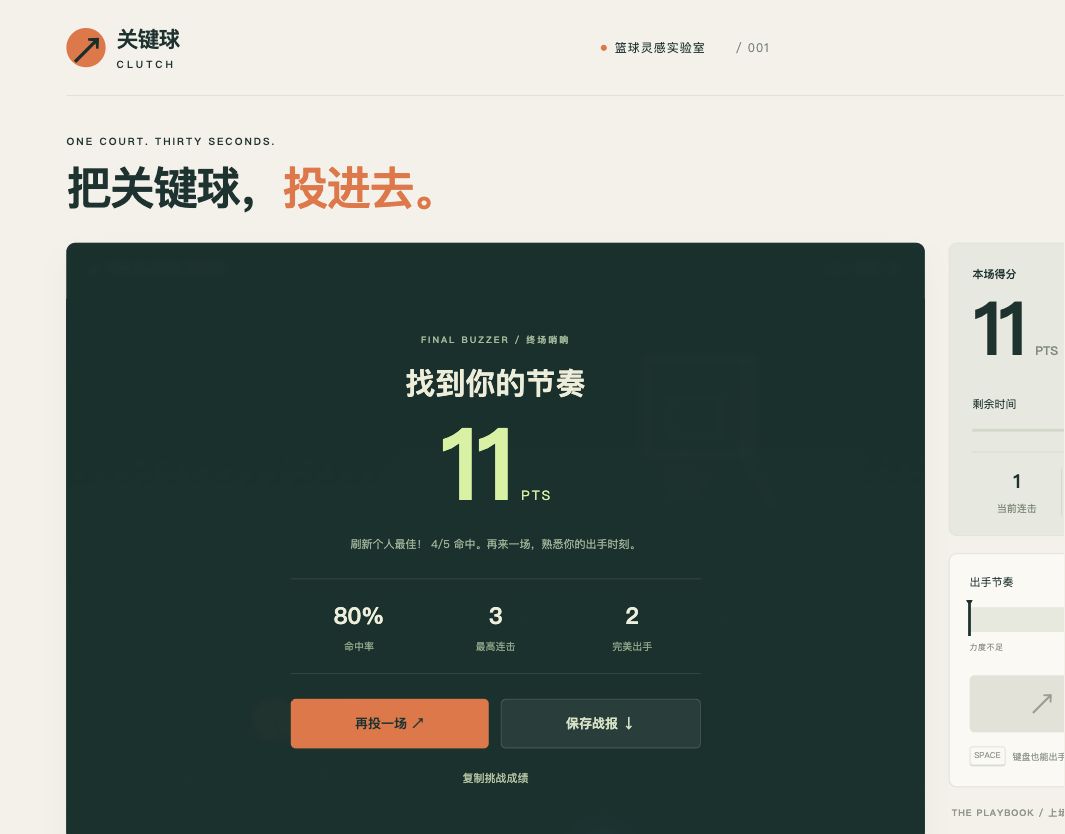 关键球
CLUTCH
篮球灵感实验室 / 001
ONE COURT. THIRTY SECONDS.
把关键球，投进去。
FINAL BUZZER / 终场哨响
找到你的节奏
11 PTS
刷新个人最佳！ 4/5 命中。再来一场，熟悉你的出手时刻。
80%
命中率
3
最高连击
2
完美出手
再投一场 ↗
保存战报 ↓
复制挑战成绩
本场得分
11 PTS
剩余时间
1
当前连击
出手节奏
力度不足
SPACE 键盘也能出手
THE PLAYBOOK / 上